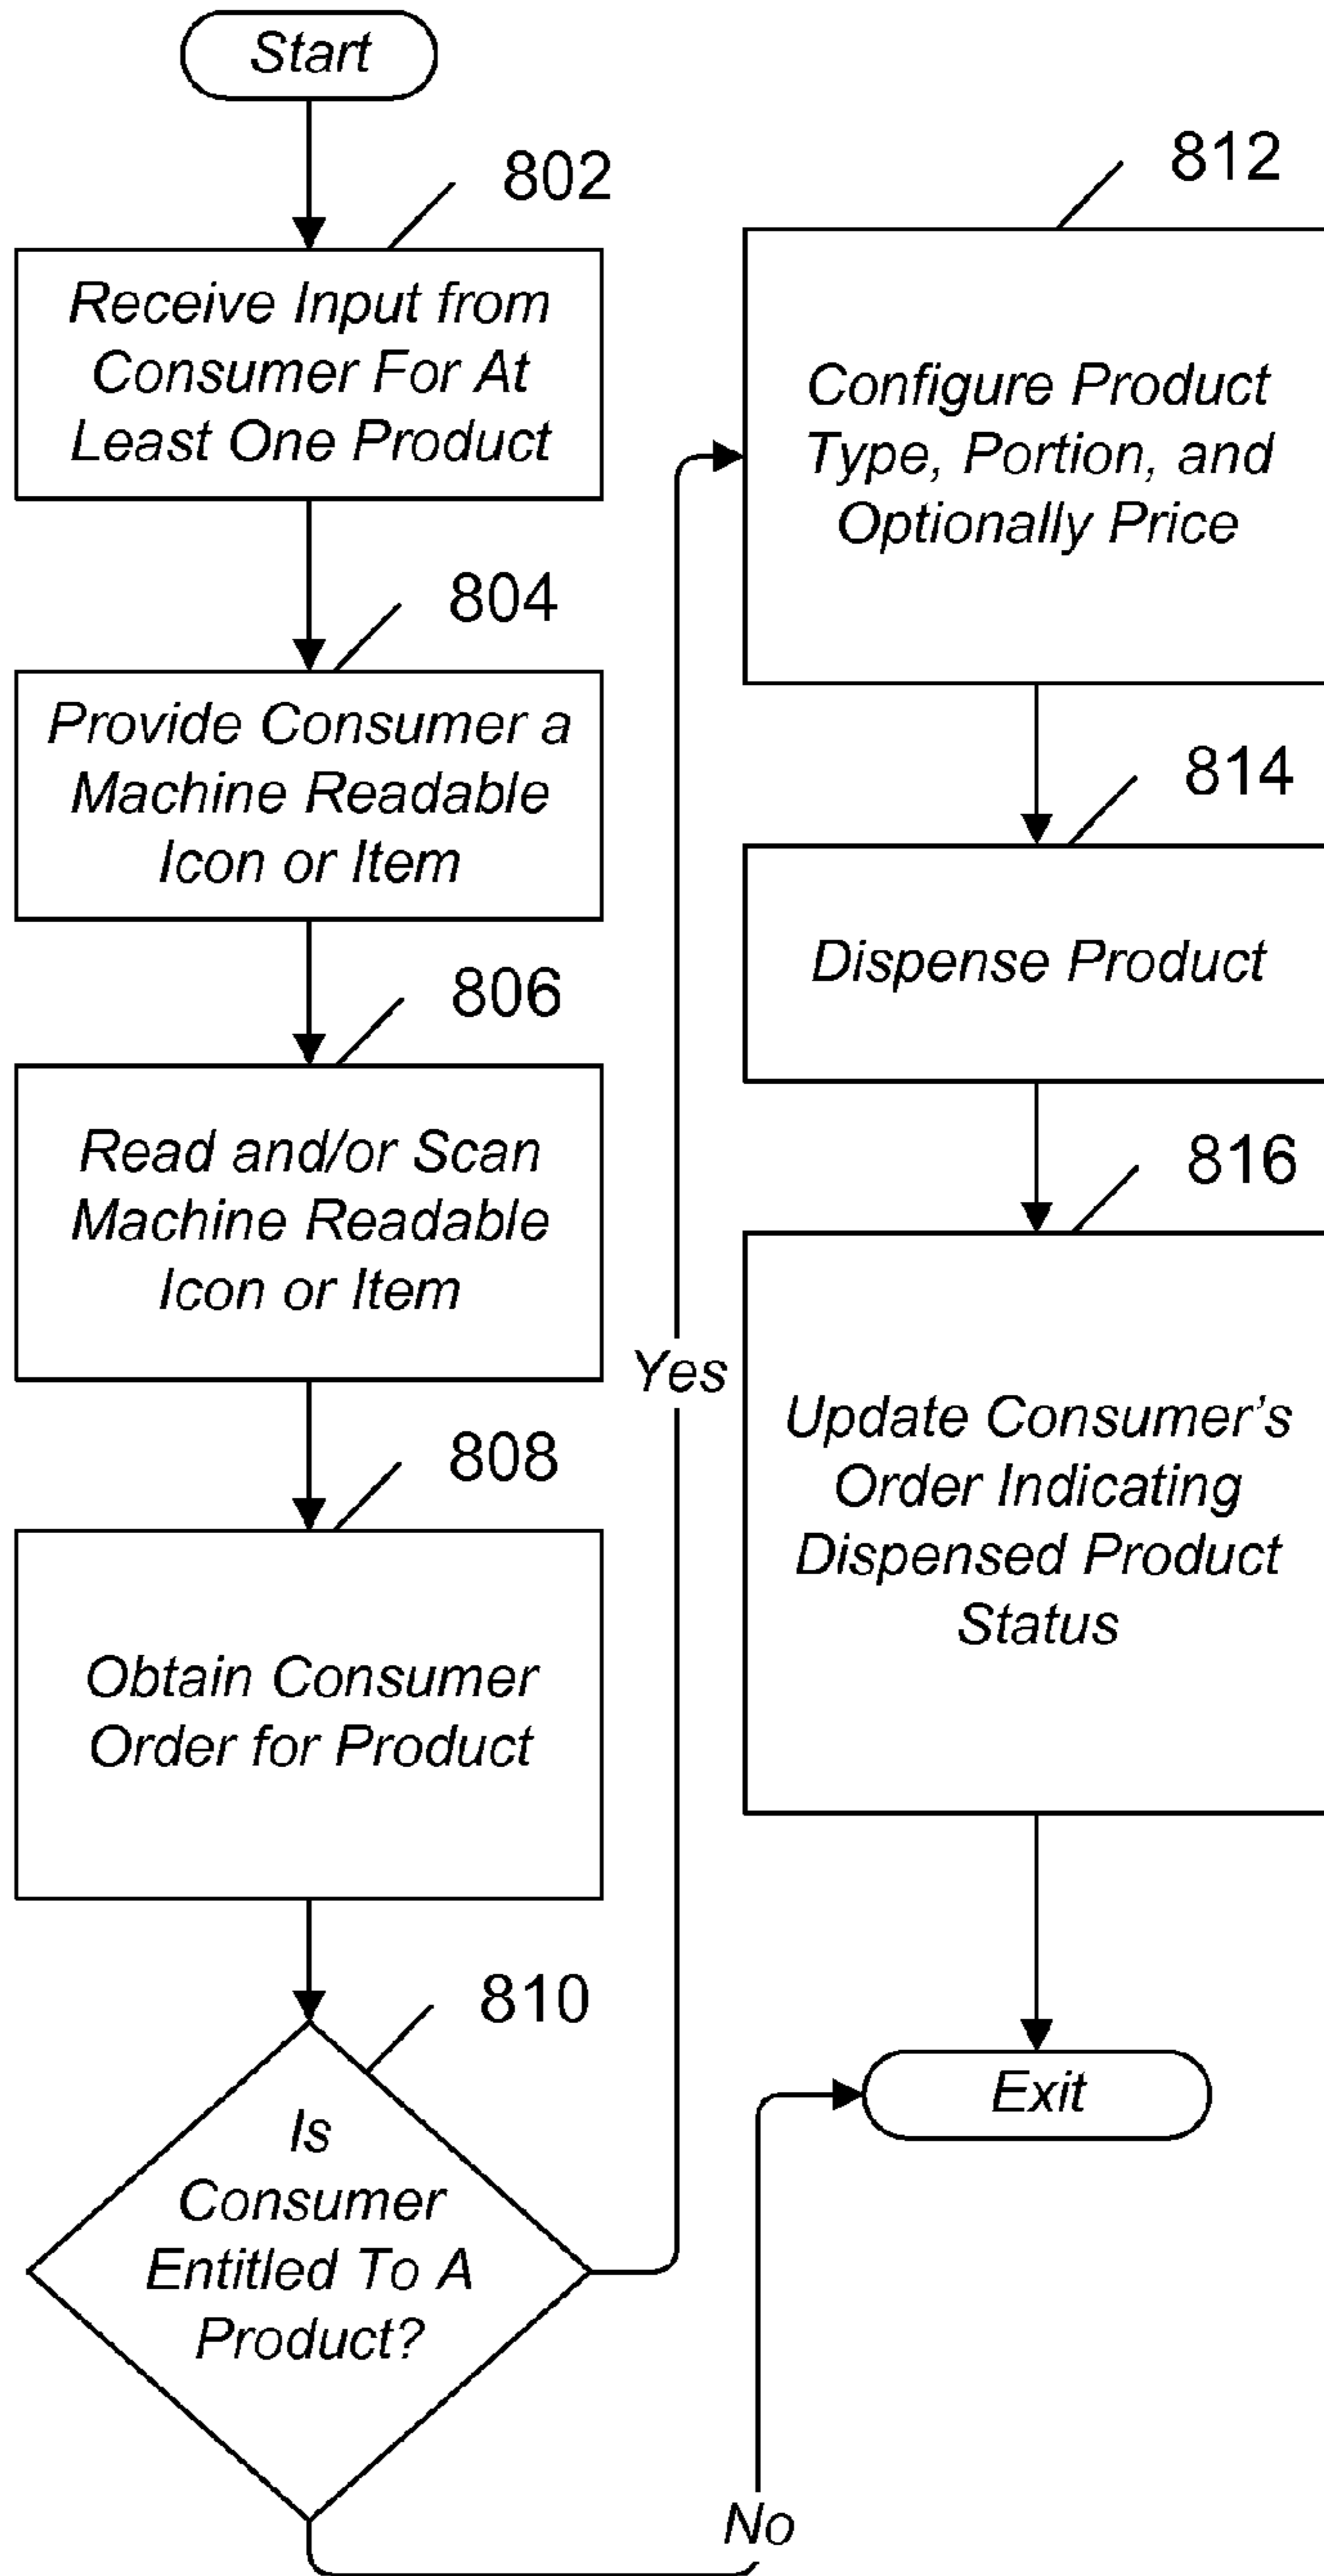 Start
802
Receive Input from
Consumer For At
Least One Product
804
Provide Consumer a
Machine Readable
Icon or Item
806
Read and/or Scan
Machine Readable
Icon or Item
808
Obtain Consumer
Order for Product
810
Is
Consumer
Entitled To A
Product?
Yes
No
812
Configure Product
Type, Portion, and
Optionally Price
814
Dispense Product
816
Update Consumer's
Order Indicating
Dispensed Product
Status
Exit